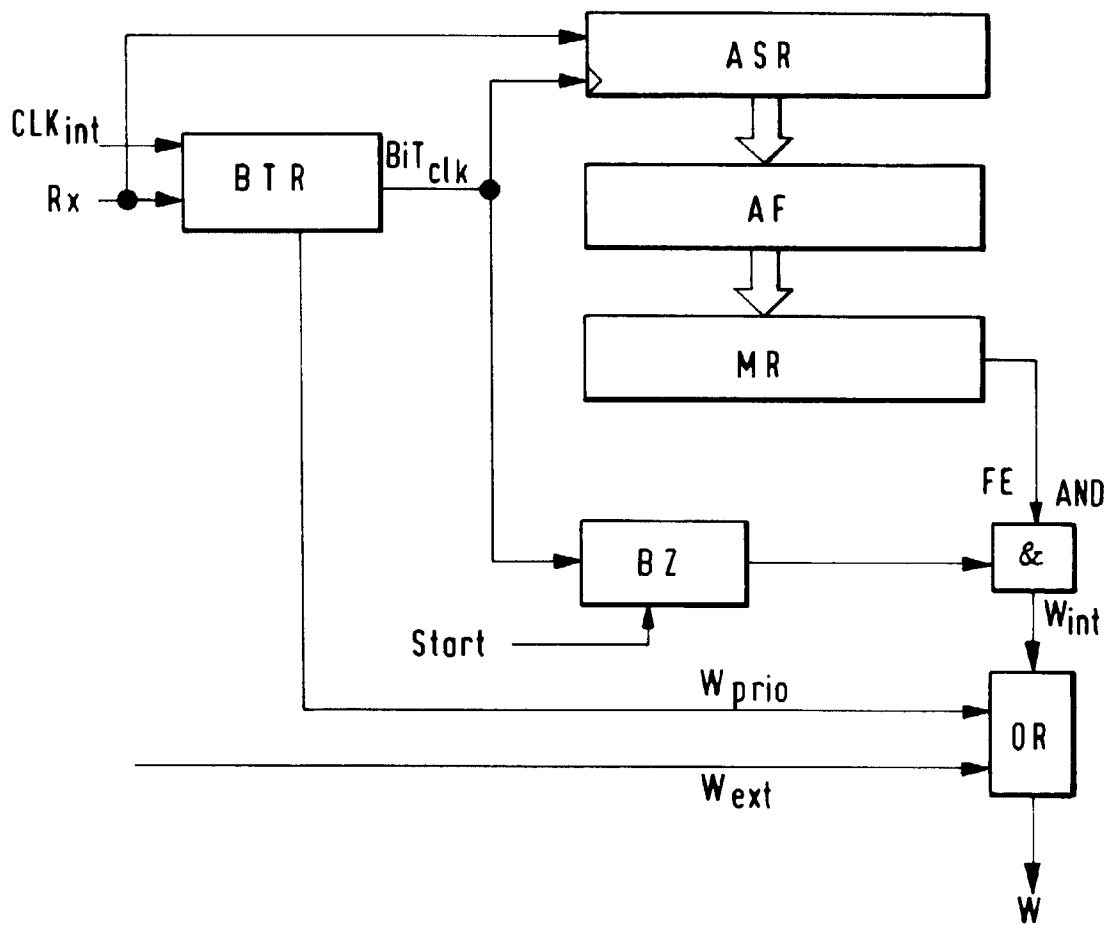 ASR
CLKint
BTR
BiTclk
Rx
AF
MR
FE
AND
BZ
&
Wint
Start
Wprio
OR
Wext
W